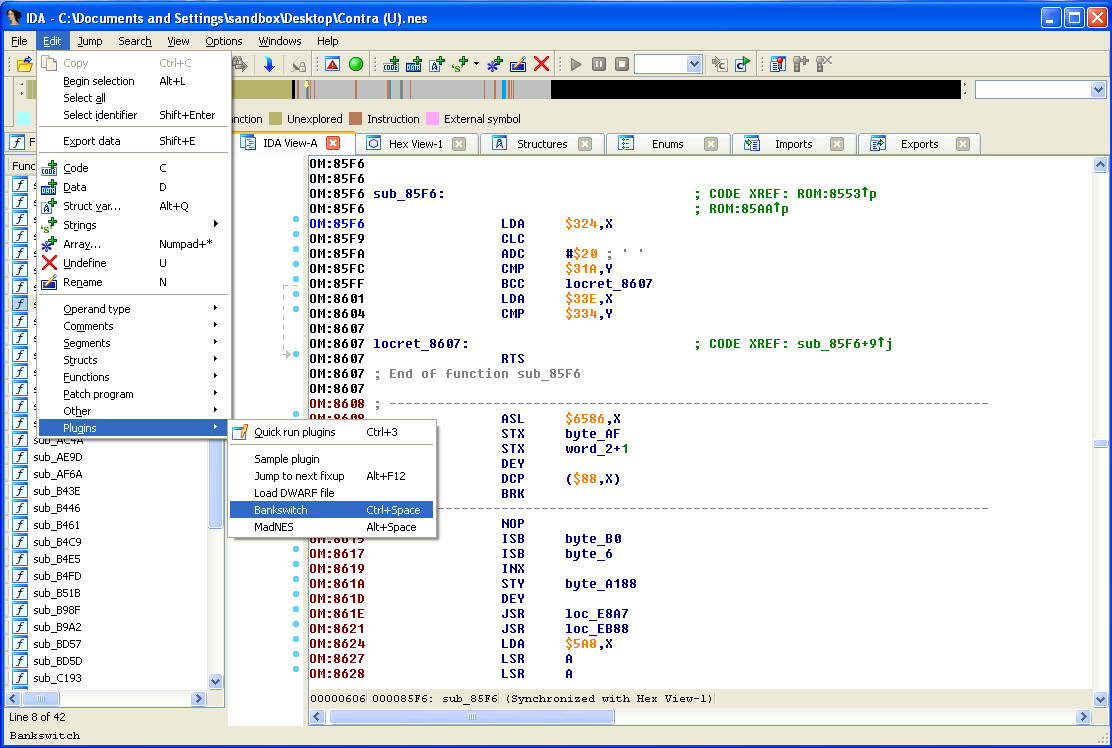 IDA - C:\Documents and Settings\sandbox\Desktop\Contra (U).nes
File Edit Jump Search View Options Windows Help
Copy Ctrl+C
Begin selection Alt+L
Select all
Select identifier Shift+Enter
Export data Shift+E
Code C
Data D
Struct var... Alt+Q
Strings
Array... Numpad+*
Undefine U
Rename N
Operand type
Comments
Segments
Structs
Functions
Patch program
Other
Plugins
Quick run plugins Ctrl+3
Sample plugin
Jump to next fixup Alt+F12
Load DWARF file
Bankswitch Ctrl+Space
MadNES Alt+Space
nction Unexplored Instruction External symbol
F IDA View-A Hex View-1 Structures Enums Imports Exports
Func
sub_AC4A
sub_AE9D
sub_AF6A
sub_B43E
sub_B446
sub_B461
sub_B4C9
sub_B4E5
sub_B4FD
sub_B51B
sub_B98F
sub_B9A2
sub_BD57
sub_BD5D
sub_C193
Line 8 of 42
Bankswitch
OM:85F6
OM:85F6
OM:85F6 sub_85F6: ; CODE XREF: ROM:8553↑p
; ROM:85AA↑p
OM:85F6 LDA $324,X
OM:85F9 CLC
OM:85FA ADC #$20 ; ' '
OM:85FC CMP $31A,Y
OM:85FF BCC locret_8607
OM:8601 LDA $33E,X
OM:8604 CMP $334,Y
OM:8607
OM:8607 locret_8607: ; CODE XREF: sub_85F6+9↑j
OM:8607 RTS
OM:8607 ; End of function sub_85F6
OM:8607
OM:8608 ; ---------------------------------------------------------------------------
OM:8608 ASL $6586,X
STX byte_AF
STX word_2+1
DEY
DCP ($88,X)
BRK
---------------------------------------------------------------------------
NOP
OM:8615 ISB byte_B0
OM:8617 ISB byte_6
OM:8619 INX
OM:861A STY byte_A188
OM:861D DEY
OM:861E JSR loc_E8A7
OM:8621 JSR loc_EB88
OM:8624 LDA $5A8,X
OM:8627 LSR A
OM:8628 LSR A
00000606 000085F6: sub_85F6 (Synchronized with Hex View-1)